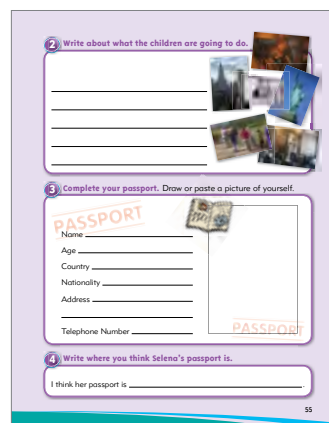 2 Write about what the children are going to do.
3 Complete your passport. Draw or paste a picture of yourself.
PASSPORT
Name
Age
Country
Nationality
Address
Telephone Number
PASSPORT
4 Write where you think Selena's passport is.
I think her passport is .
55